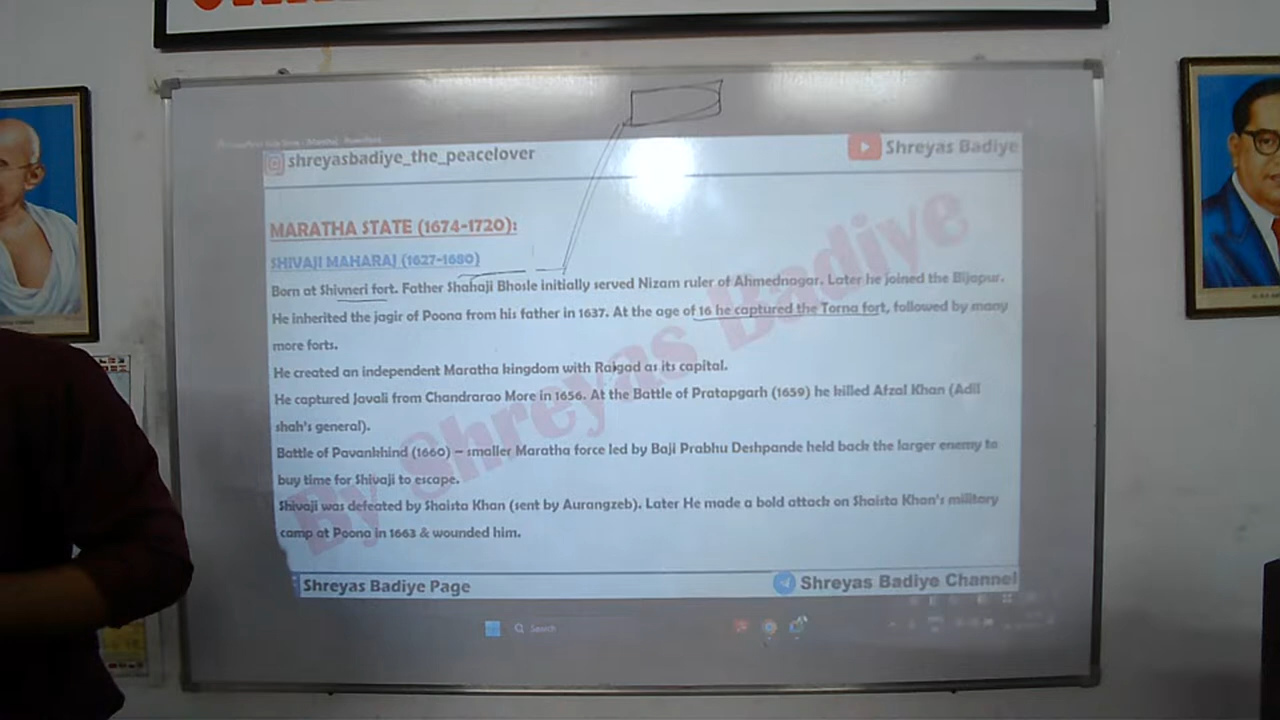 shreyasbadiye_the_peacelover
Shreyas Badiye
MARATHA STATE (1674-1720):
SHIVAJI MAHARAJ (1627-1680)
Born at Shivneri fort. Father Shahaji Bhosle initially served Nizam ruler of Ahmednagar. Later he joined the Bijapur.
He inherited the jagir of Poona from his father in 1637. At the age of 16 he captured the Torna fort, followed by many
more forts.
He created an independent Maratha kingdom with Raigad as its capital.
He captured Javali from Chandrarao More in 1656. At the Battle of Pratapgarh (1659) he killed Afzal Khan (Adil
shah's general).
Battle of Pavankhind (1660) – smaller Maratha force led by Baji Prabhu Deshpande held back the larger enemy to
buy time for Shivaji to escape.
Shivaji was defeated by Shaista Khan (sent by Aurangzeb). Later He made a bold attack on Shaista Khan's military
camp at Poona in 1663 & wounded him.
By Shreyas Badiye
Shreyas Badiye Page
Shreyas Badiye Channel
Search